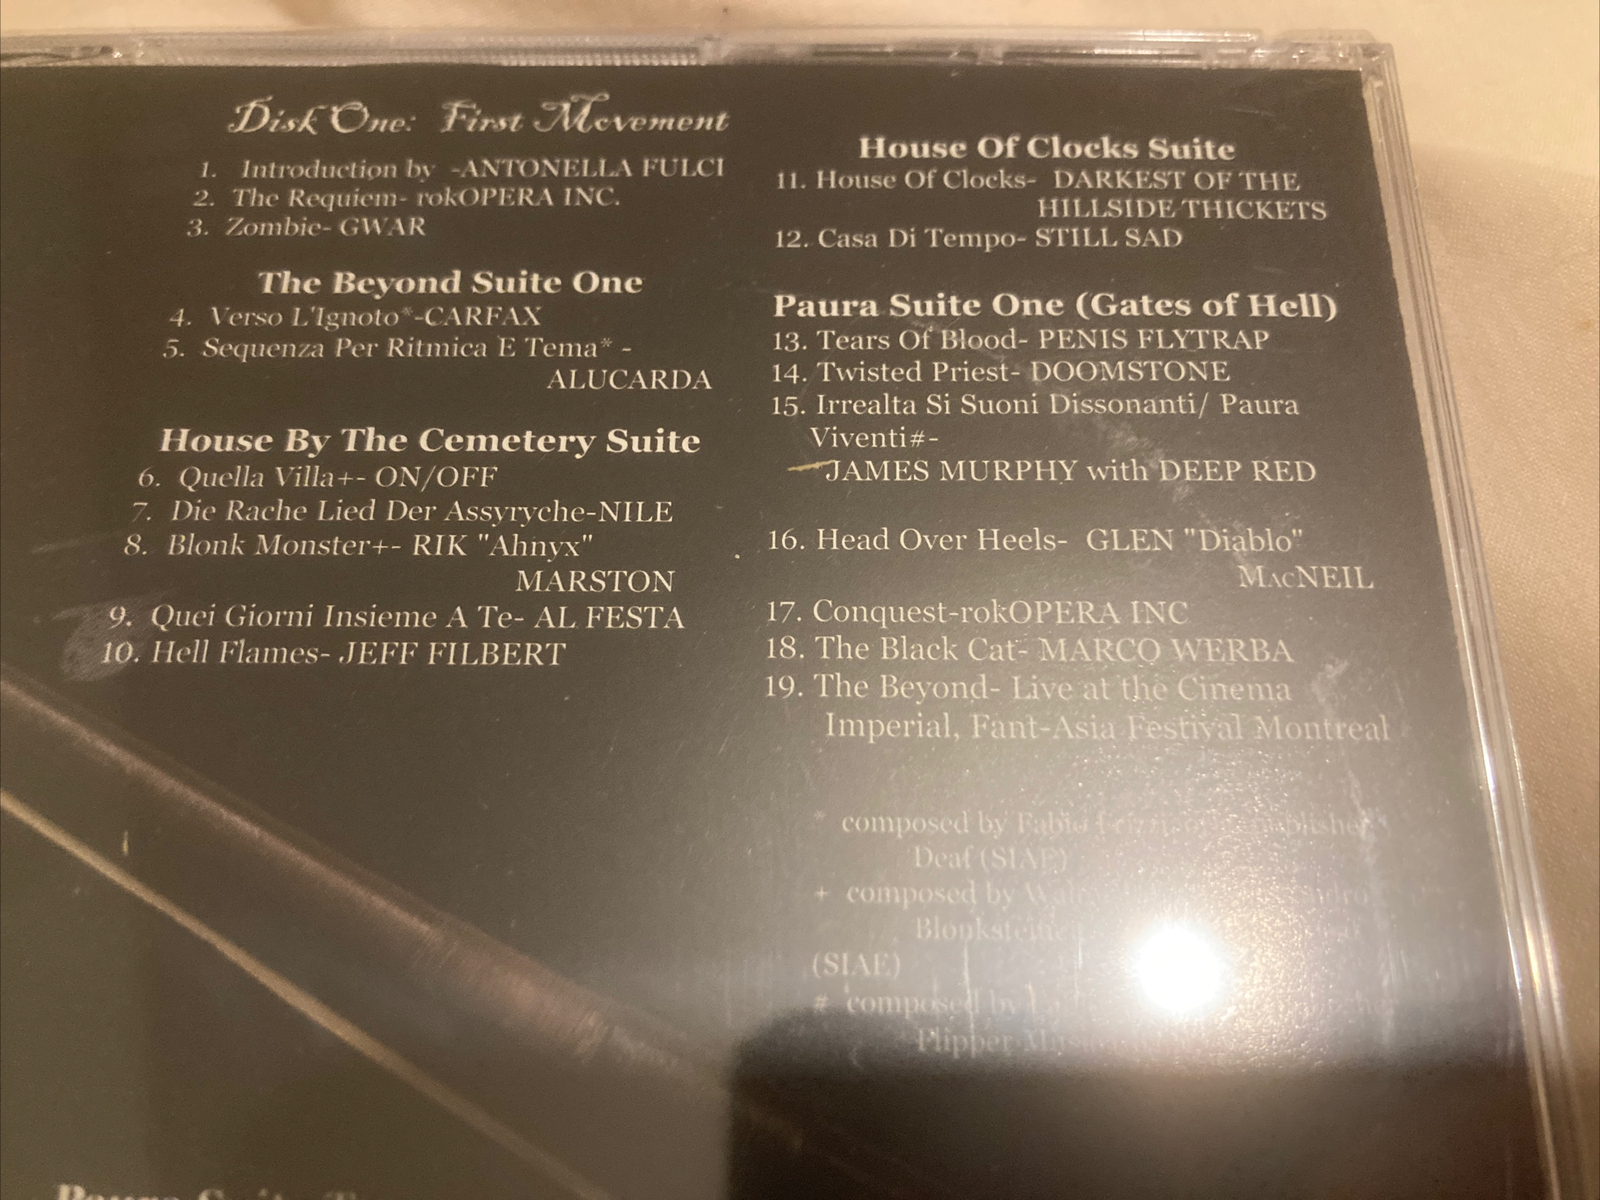 Disk One: First Movement
1. Introduction by -ANTONELLA FULCI
2. The Requiem- rokOPERA INC.
3. Zombie- GWAR
The Beyond Suite One
4. Verso L'Ignoto*-CARFAX
5. Sequenza Per Ritmica E Tema* -
ALUCARDA
House By The Cemetery Suite
6. Quella Villa+- ON/OFF
7. Die Rache Lied Der Assyryche-NILE
8. Blonk Monster+- RIK "Ahnyx"
MARSTON
9. Quei Giorni Insieme A Te- AL FESTA
10. Hell Flames- JEFF FILBERT
House Of Clocks Suite
11. House Of Clocks- DARKEST OF THE
HILLSIDE THICKETS
12. Casa Di Tempo- STILL SAD
Paura Suite One (Gates of Hell)
13. Tears Of Blood- PENIS FLYTRAP
14. Twisted Priest- DOOMSTONE
15. Irrealta Si Suoni Dissonanti/ Paura
Viventi#-
JAMES MURPHY with DEEP RED
16. Head Over Heels- GLEN "Diablo"
MacNEIL
17. Conquest-rokOPERA INC
18. The Black Cat- MARCO WERBA
19. The Beyond- Live at the Cinema
Imperial, Fant-Asia Festival Montreal
* composed by Fabio
Deaf (SIAE)
+ composed by
(SIAE)
# composed by
Flipper